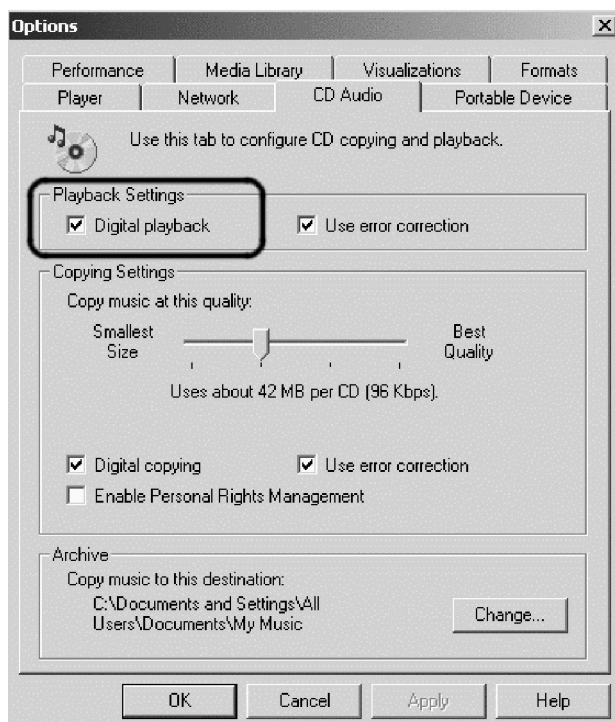 Options
Performance Media Library Visualizations Formats
Player Network CD Audio Portable Device
Use this tab to configure CD copying and playback.
Playback Settings
Digital playback Use error correction
Copying Settings
Copy music at this quality:
Smallest Size
Best Quality
Uses about 42 MB per CD (96 Kbps).
Digital copying Use error correction
Enable Personal Rights Management
Archive
Copy music to this destination:
C:\Documents and Settings\All
Users\Documents\My Music
Change...
OK Cancel Apply Help